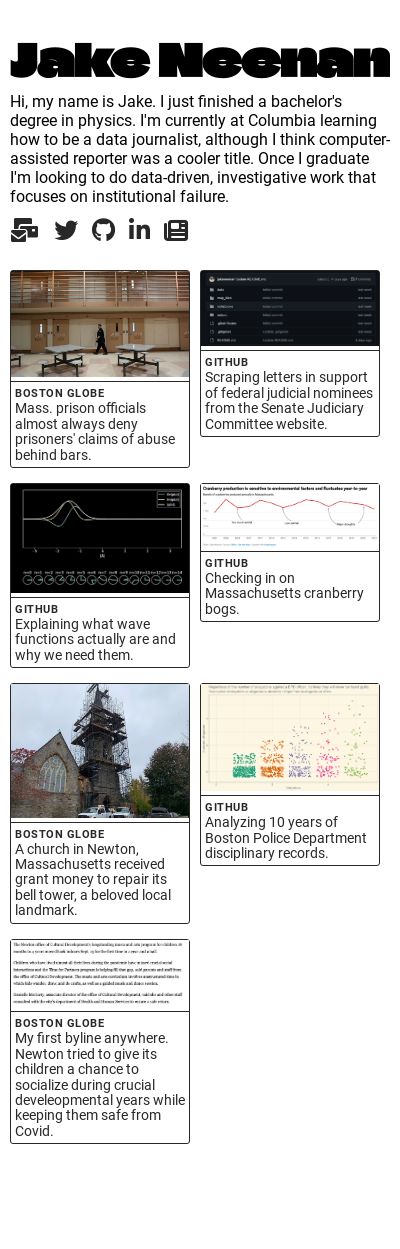 Jake Neenan
Hi, my name is Jake. I just finished a bachelor's
degree in physics. I'm currently at Columbia learning
how to be a data journalist, although I think computer-
assisted reporter was a cooler title. Once I graduate
I'm looking to do data-driven, investigative work that
focuses on institutional failure.
BOSTON GLOBE
Mass. prison officials
almost always deny
prisoners' claims of abuse
behind bars.
GITHUB
Scraping letters in support
of federal judicial nominees
from the Senate Judiciary
Committee website.
GITHUB
Explaining what wave
functions actually are and
why we need them.
Cranberry production is sensitive to environmental factors and fluctuates year-to-year
GITHUB
Checking in on
Massachusetts cranberry
bogs.
BOSTON GLOBE
A church in Newton,
Massachusetts received
grant money to repair its
bell tower, a beloved local
landmark.
GITHUB
Analyzing 10 years of
Boston Police Department
disciplinary records.
BOSTON GLOBE
My first byline anywhere.
Newton tried to give its
children a chance to
socialize during crucial
develeopmental years while
keeping them safe from
Covid.